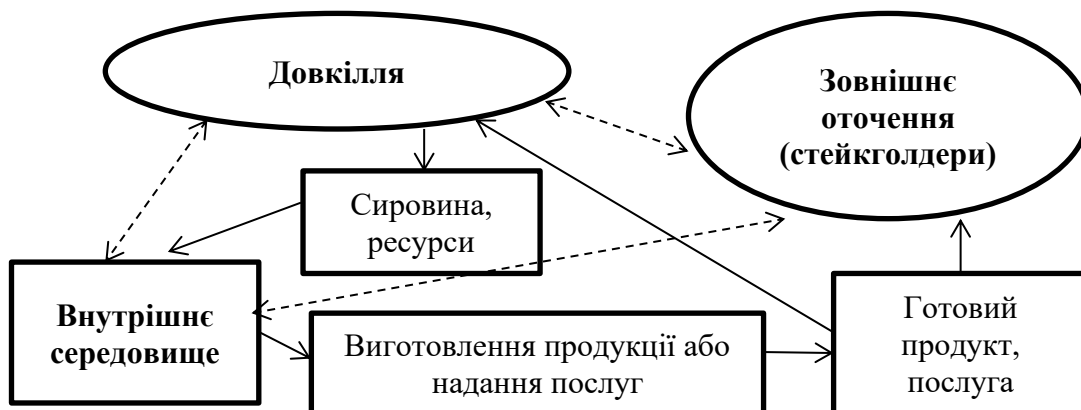 Довкілля
Зовнішнє
оточення
(стейкголдери)
Сировина,
ресурси
Внутрішнє
середовище
Виготовлення продукції або
надання послуг
Готовий
продукт,
послуга